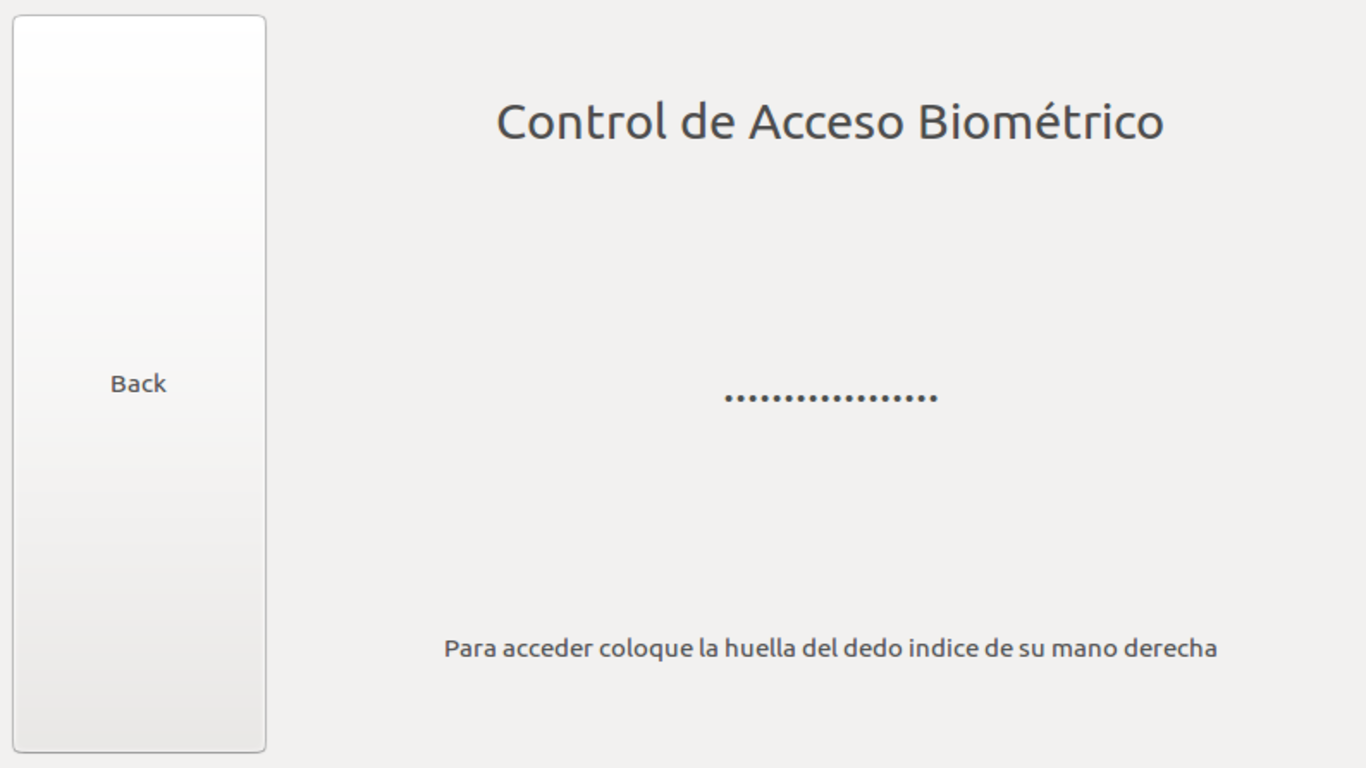 Control de Acceso Biométrico
Back
..................
Para acceder coloque la huella del dedo indice de su mano derecha